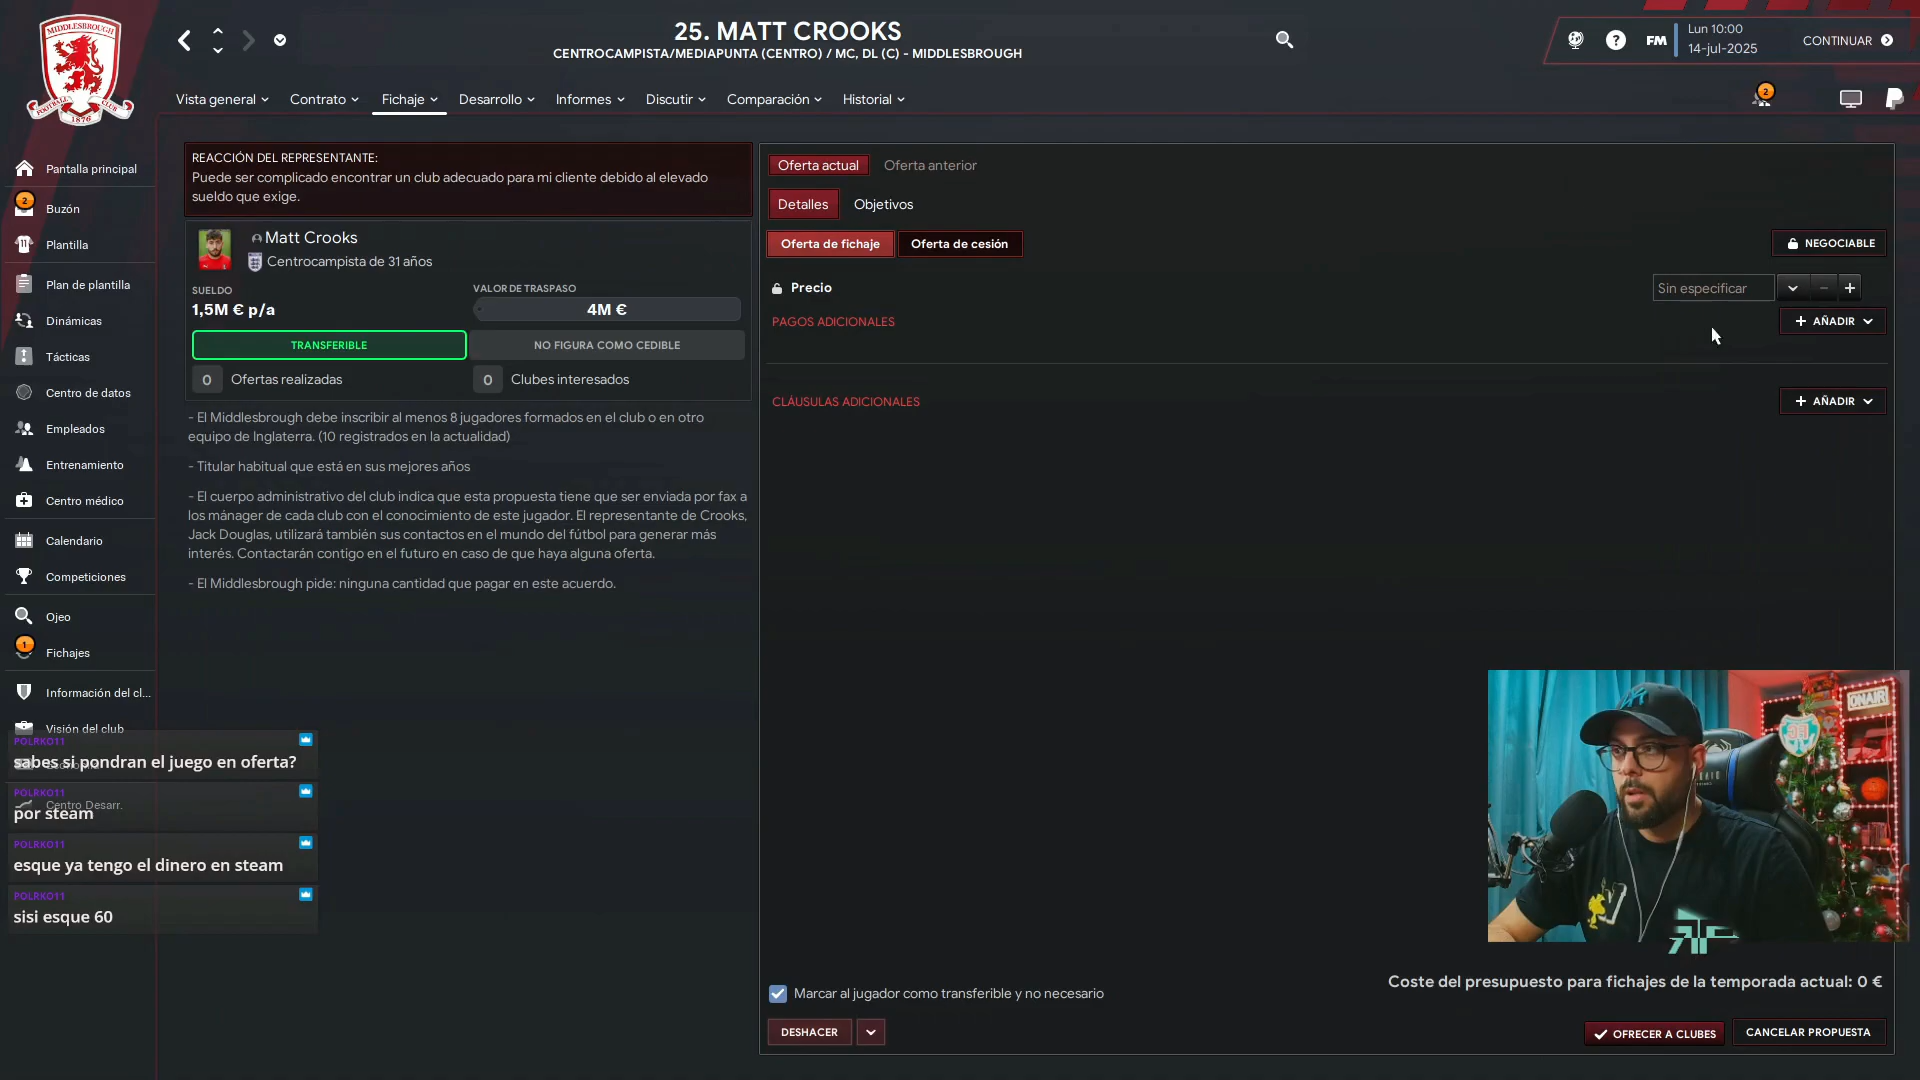 MIDDLESBROUGH
FOOTBALL CLUB
1876
25. MATT CROOKS
CENTROCAMPISTA/MEDIAPUNTA (CENTRO) / MC, DL (C) - MIDDLESBROUGH
FM
Lun 10:00
14-jul-2025
CONTINUAR
Vista general
Contrato
Fichaje
Desarrollo
Informes
Discutir
Comparación
Historial
2
Pantalla principal
2
Buzón
11
Plantilla
Plan de plantilla
Dinámicas
Tácticas
Centro de datos
Empleados
Entrenamiento
Centro médico
Calendario
Competiciones
Ojeo
1
Fichajes
Información del cl...
Visión del club
Centro Desarr.
REACCIÓN DEL REPRESENTANTE:
Puede ser complicado encontrar un club adecuado para mi cliente debido al elevado
sueldo que exige.
Matt Crooks
Centrocampista de 31 años
SUELDO
1,5M € p/a
VALOR DE TRASPASO
4M €
TRANSFERIBLE
NO FIGURA COMO CEDIBLE
0 Ofertas realizadas
0 Clubes interesados
- El Middlesbrough debe inscribir al menos 8 jugadores formados en el club o en otro
equipo de Inglaterra. (10 registrados en la actualidad)
- Titular habitual que está en sus mejores años
- El cuerpo administrativo del club indica que esta propuesta tiene que ser enviada por fax a
los mánager de cada club con el conocimiento de este jugador. El representante de Crooks,
Jack Douglas, utilizará también sus contactos en el mundo del fútbol para generar más
interés. Contactarán contigo en el futuro en caso de que haya alguna oferta.
- El Middlesbrough pide: ninguna cantidad que pagar en este acuerdo.
Oferta actual
Oferta anterior
Detalles
Objetivos
Oferta de fichaje
Oferta de cesión
NEGOCIABLE
Precio
Sin especificar
PAGOS ADICIONALES
+ AÑADIR
CLÁUSULAS ADICIONALES
+ AÑADIR
POLRKO11
sabes si pondran el juego en oferta?
POLRKO11
por steam
POLRKO11
esque ya tengo el dinero en steam
POLRKO11
sisi esque 60
ON AIR
Marcar al jugador como transferible y no necesario
Coste del presupuesto para fichajes de la temporada actual: 0 €
DESHACER
OFRECER A CLUBES
CANCELAR PROPUESTA